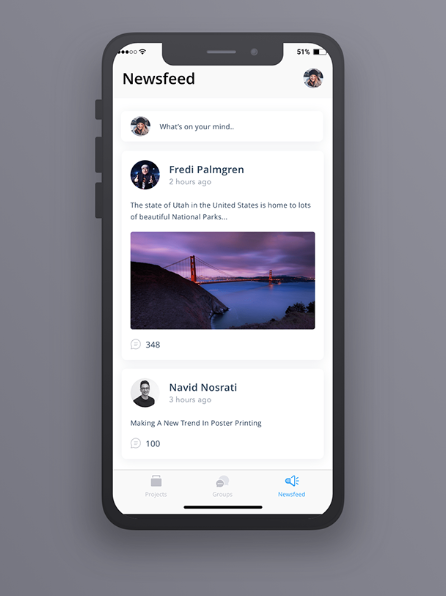 51%
Newsfeed
What's on your mind..
Fredi Palmgren
2 hours ago
The state of Utah in the United States is home to lots
of beautiful National Parks...
348
Navid Nosrati
3 hours ago
Making A New Trend In Poster Printing
100
Projects
Groups
Newsfeed